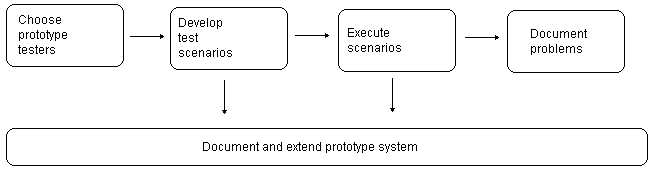 Choose
prototype
testers
Develop
test
scenarios
Execute
scenarios
Document
problems
Document and extend prototype system